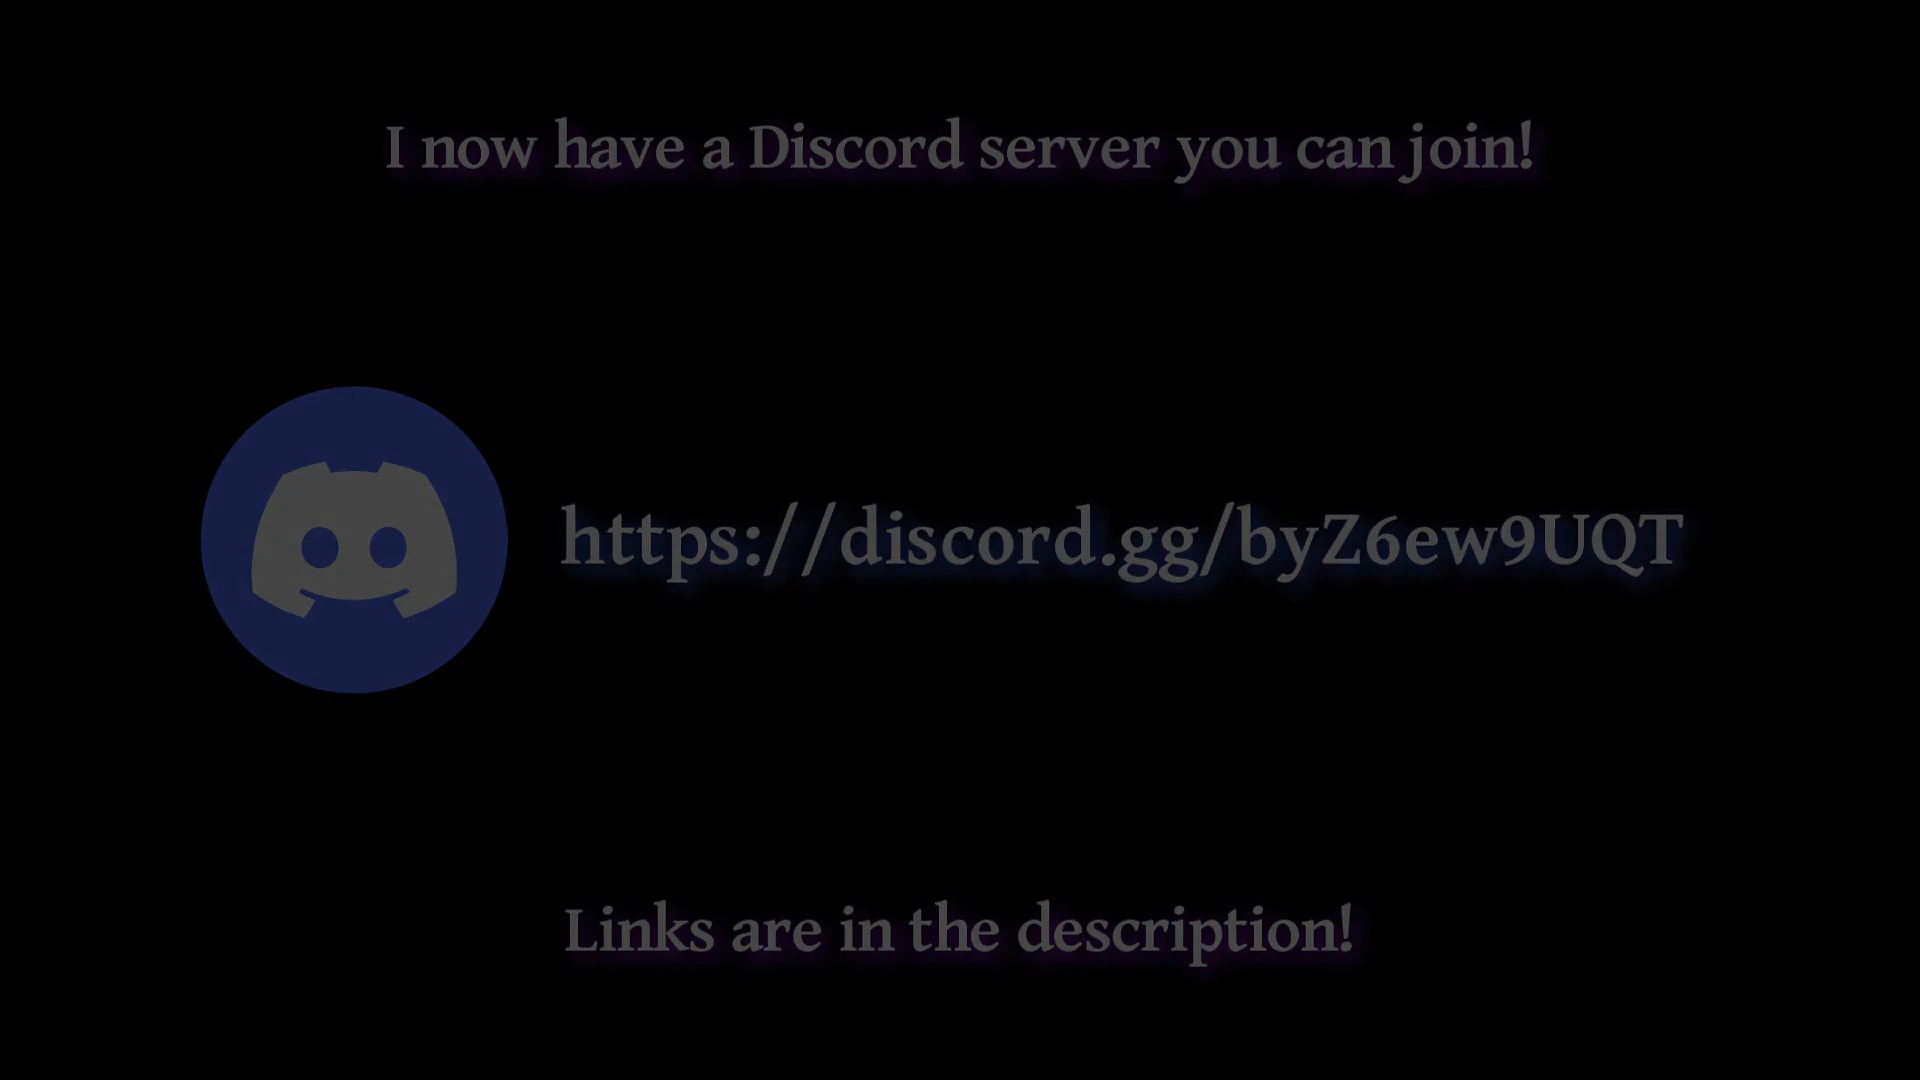 I now have a Discord server you can join!
https://discord.gg/byZ6ew9UQT
Links are in the description!